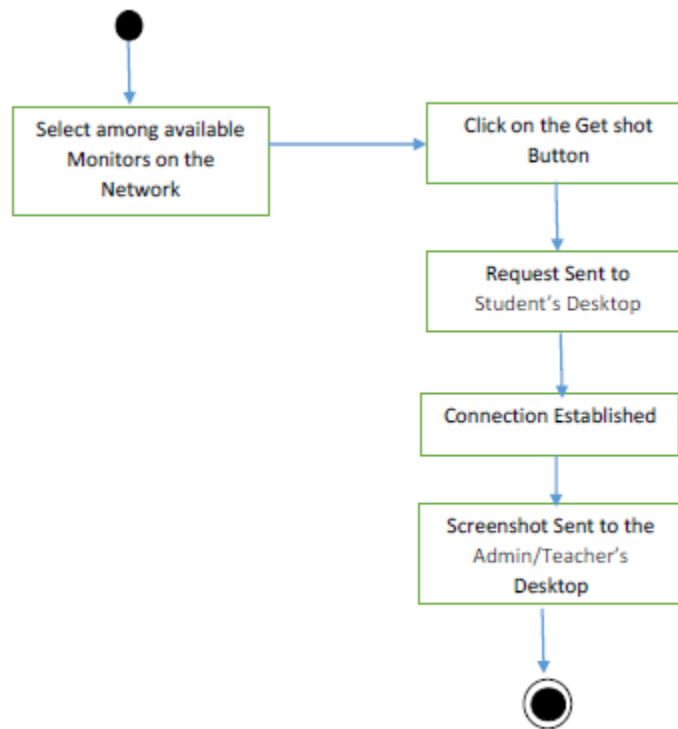 Select among available
Monitors on the
Network
Click on the Get shot
Button
Request Sent to
Student’s Desktop
Connection Established
Screenshot Sent to the
Admin/Teacher’s
Desktop